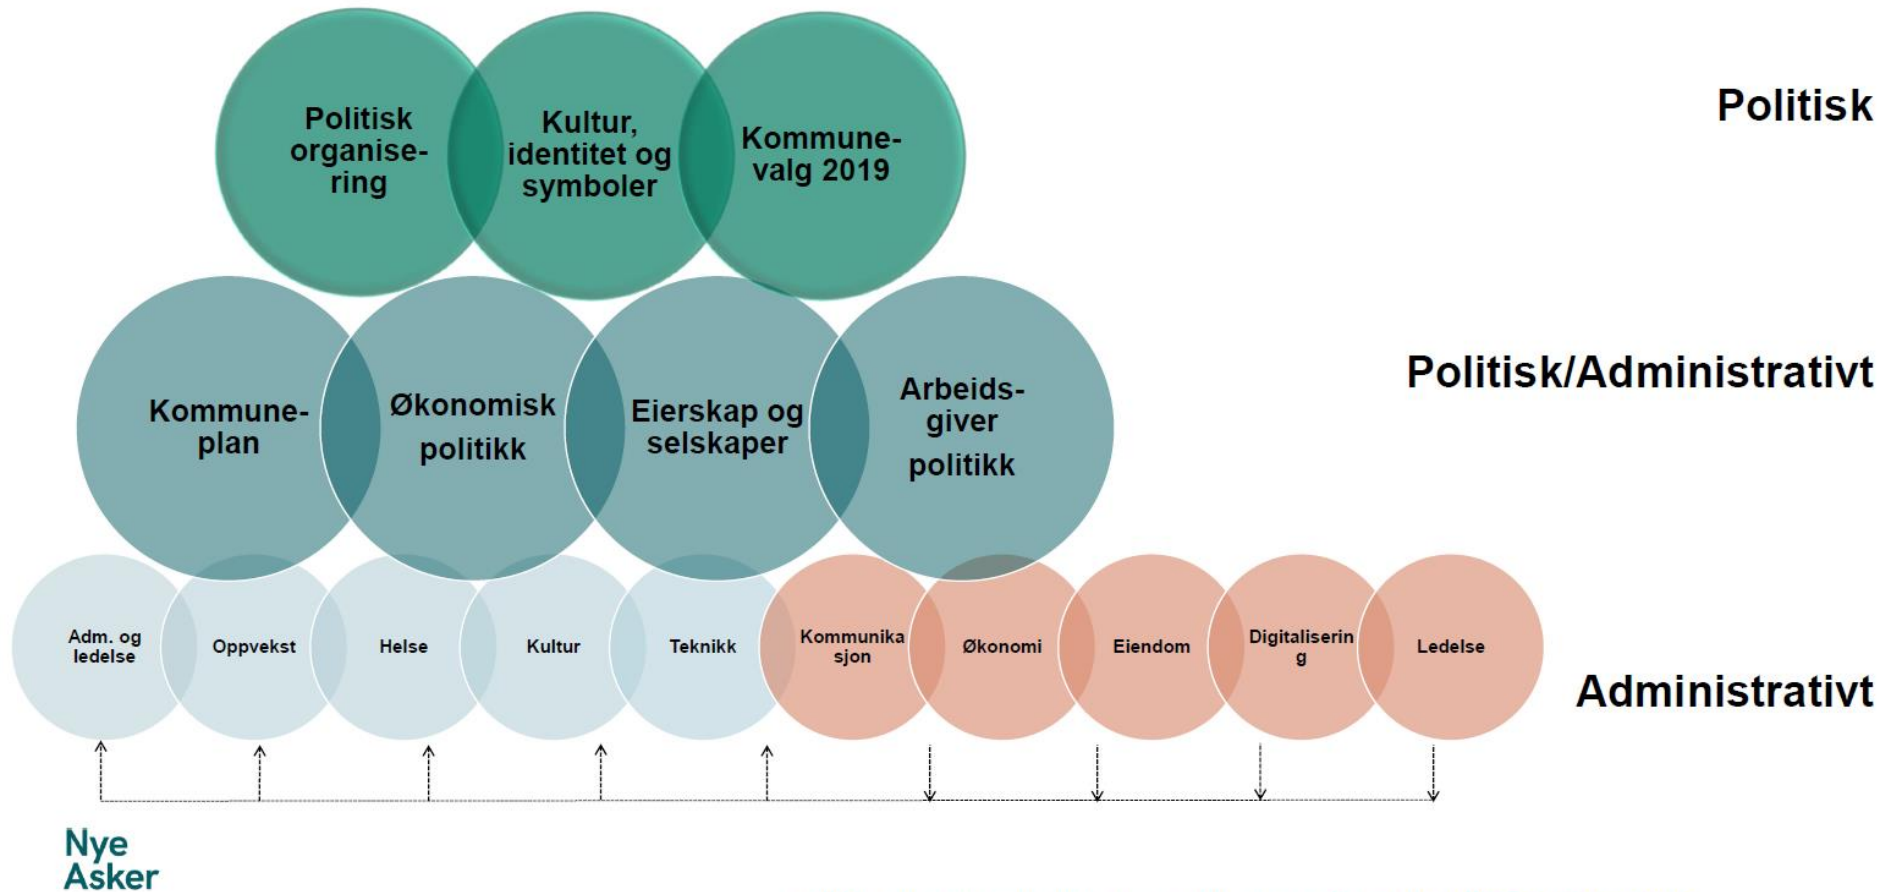 Politisk
organise-
ring
Kultur,
identitet og
symboler
Kommune-
valg 2019
Politisk
Kommune-
plan
Økonomisk
politikk
Eierskap og
selskaper
Arbeids-
giver
politikk
Politisk/Administrativt
Adm. og
ledelse
Oppvekst
Helse
Kultur
Teknikk
Kommunika
sjon
Økonomi
Eiendom
Digitaliserin
g
Ledelse
Administrativt
Nye
Asker